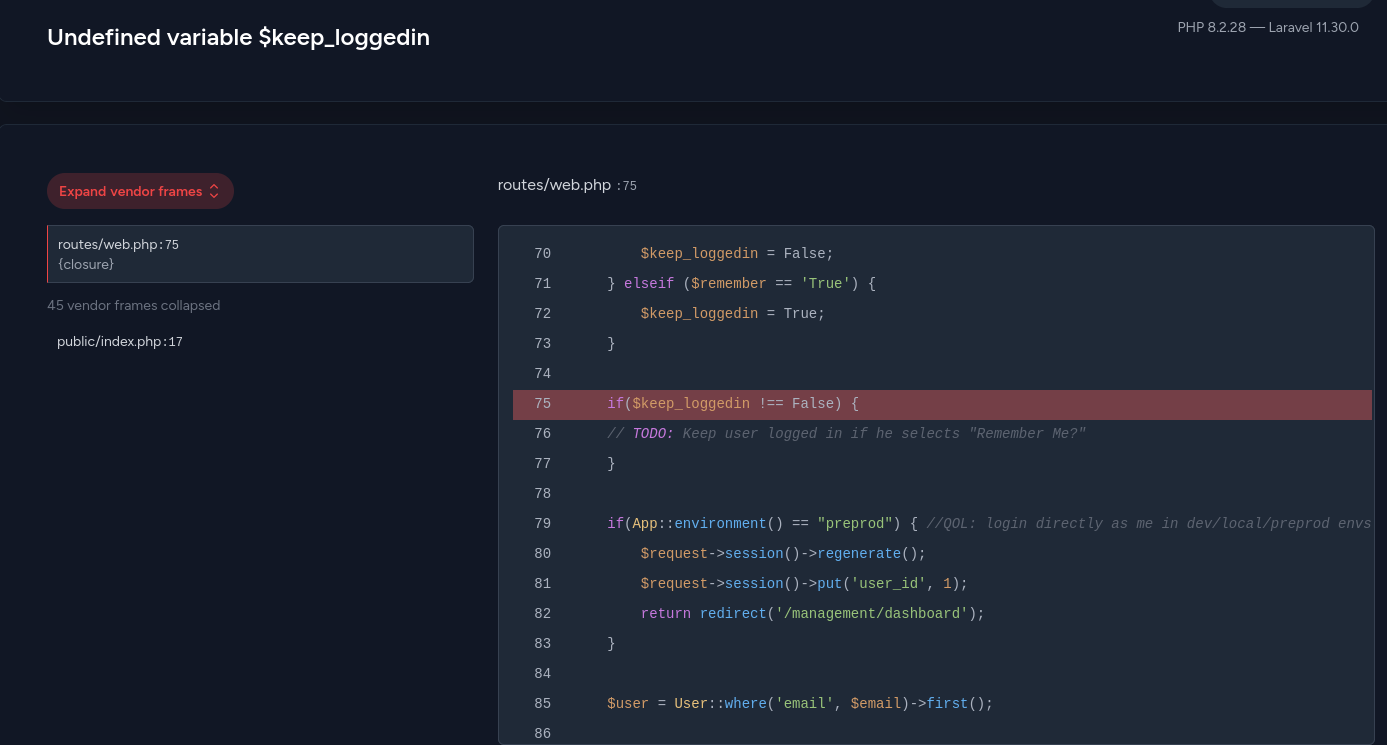 Undefined variable $keep_loggedin
PHP 8.2.28 — Laravel 11.30.0
Expand vendor frames
routes/web.php:75
{closure}
45 vendor frames collapsed
public/index.php:17
routes/web.php :75
70 $keep_loggedin = False;
71 } elseif ($remember == 'True') {
72 $keep_loggedin = True;
73 }
74
75 if($keep_loggedin !== False) {
76 // TODO: Keep user logged in if he selects "Remember Me?"
77 }
78
79 if(App::environment() == "preprod") { //QOL: login directly as me in dev/local/preprod envs
80 $request->session()->regenerate();
81 $request->session()->put('user_id', 1);
82 return redirect('/management/dashboard');
83 }
84
85 $user = User::where('email', $email)->first();
86